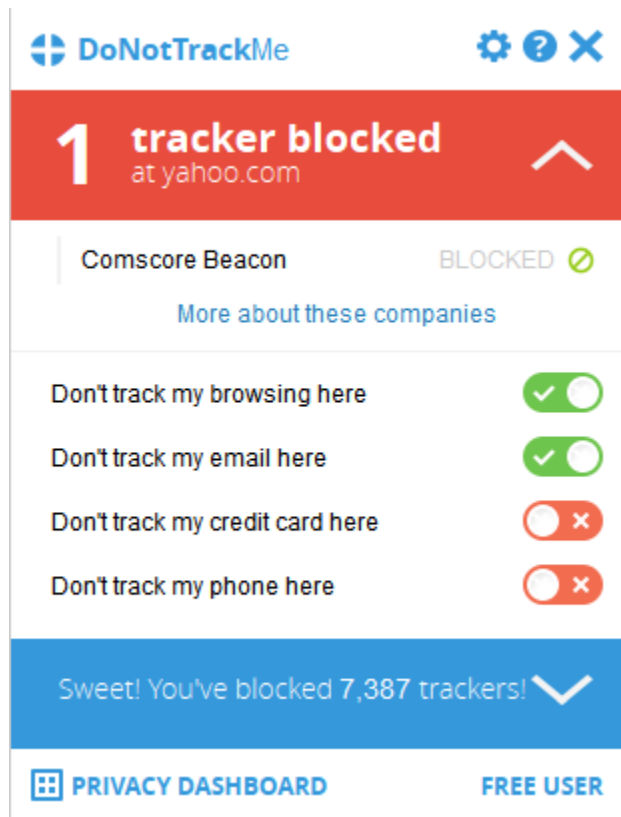 DoNotTrackMe
1 tracker blocked
at yahoo.com
Comscore Beacon BLOCKED
More about these companies
Don't track my browsing here
Don't track my email here
Don't track my credit card here
Don't track my phone here
Sweet! You've blocked 7,387 trackers!
PRIVACY DASHBOARD FREE USER